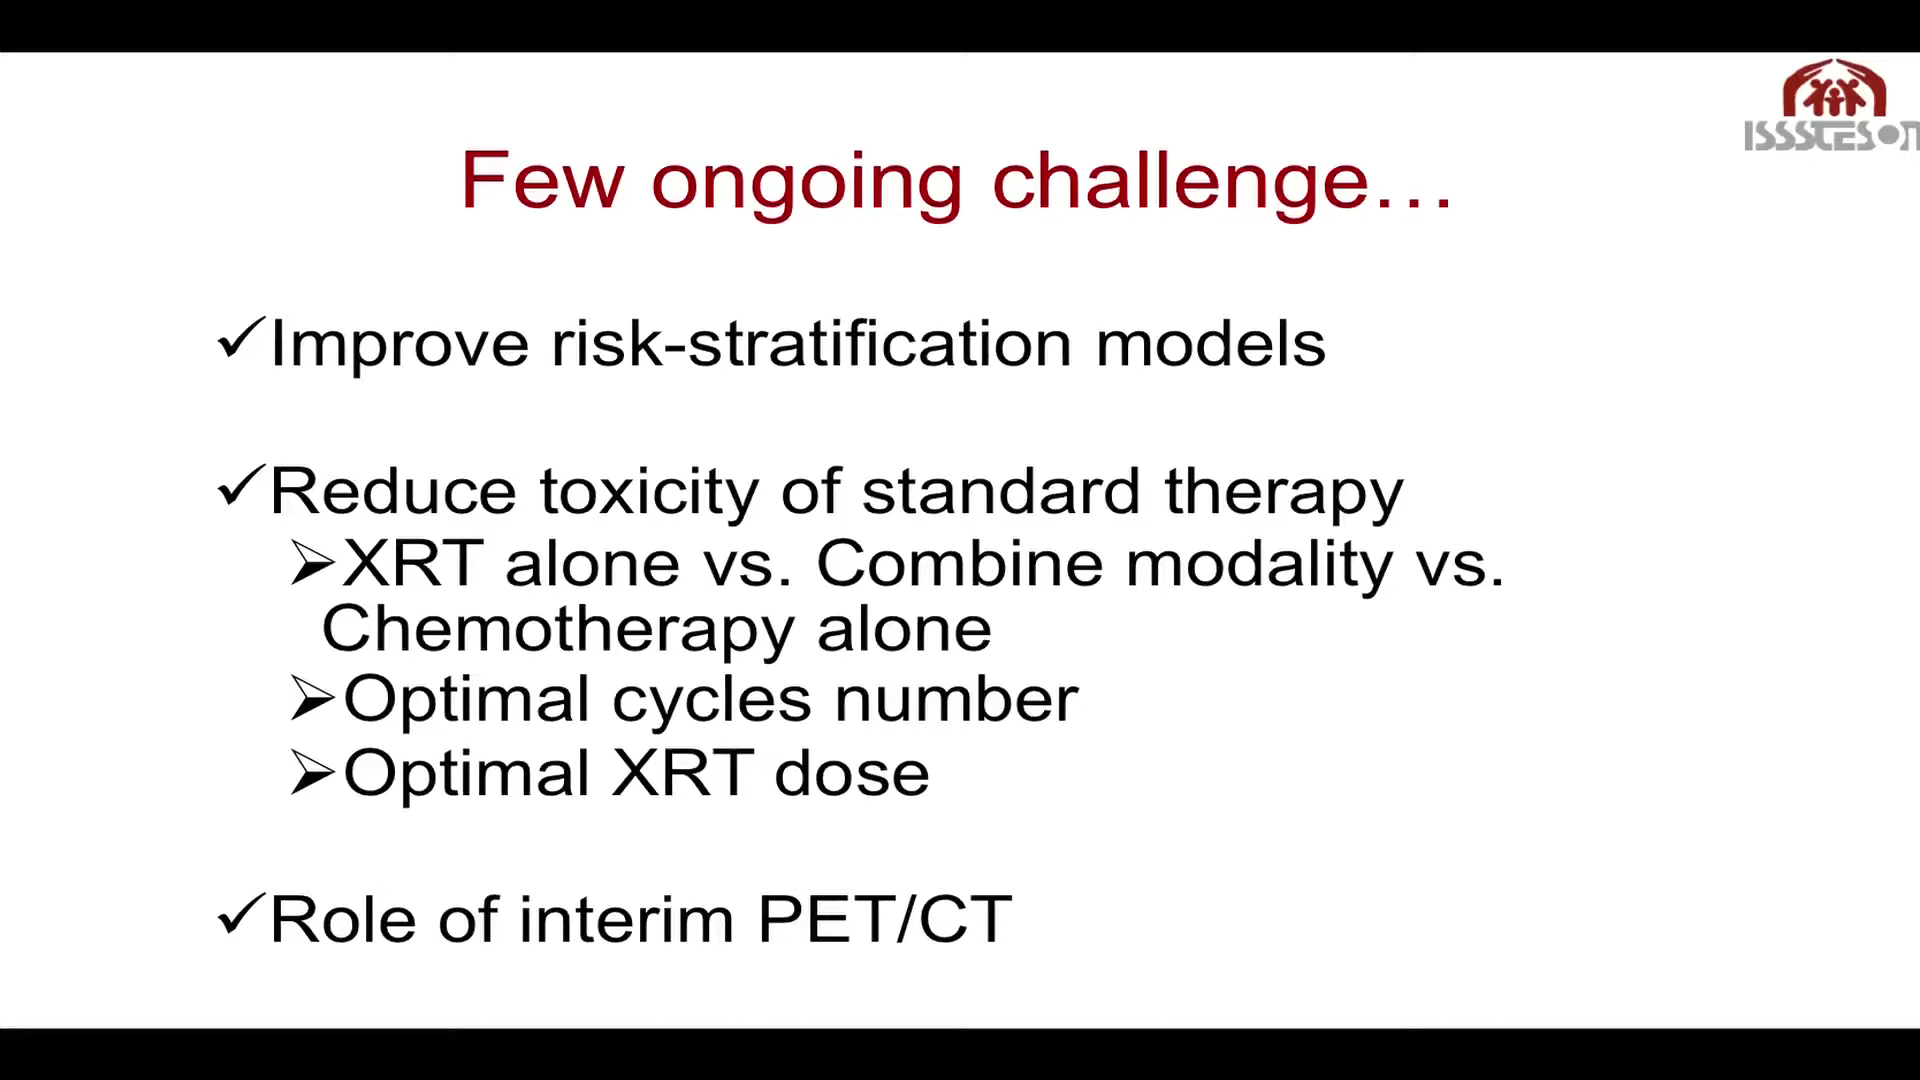 ISSSTESON
Few ongoing challenge…
✓Improve risk-stratification models
✓Reduce toxicity of standard therapy
➢XRT alone vs. Combine modality vs.
Chemotherapy alone
➢Optimal cycles number
➢Optimal XRT dose
✓Role of interim PET/CT